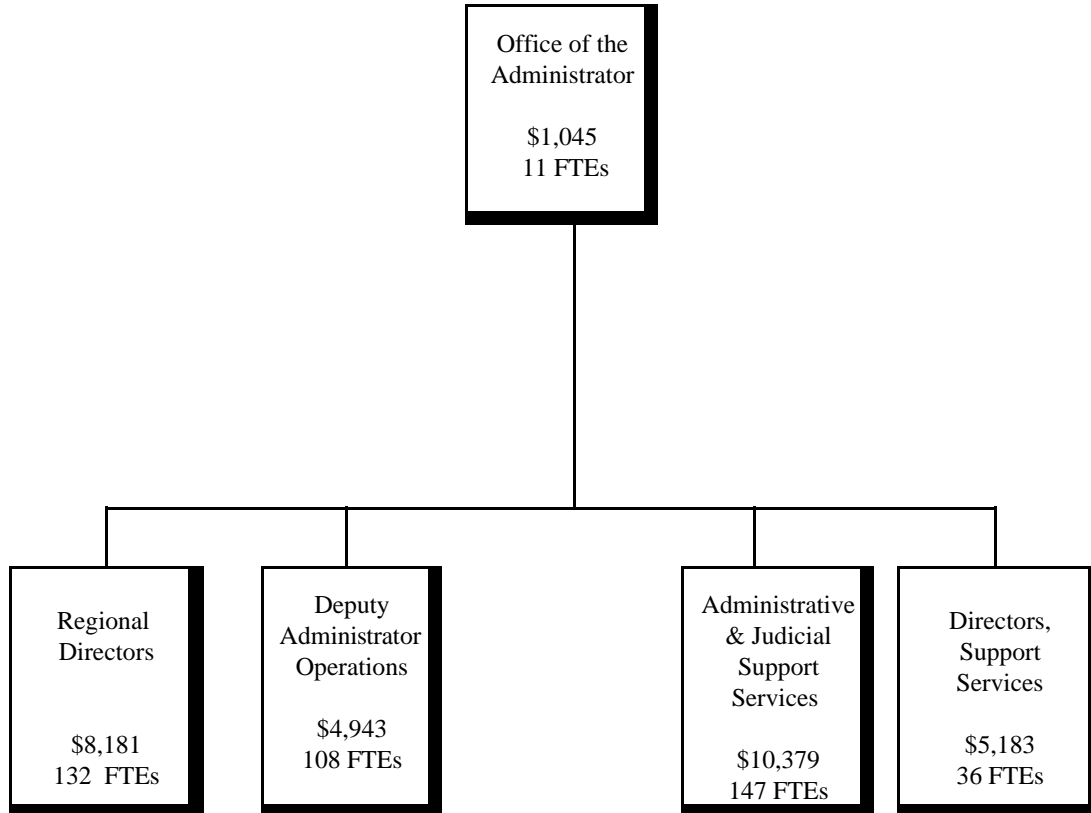 Office of the
Administrator
$1,045
11 FTEs
Regional
Directors
$8,181
132 FTEs
Deputy
Administrator
Operations
$4,943
108 FTEs
Administrative
& Judicial
Support
Services
$10,379
147 FTEs
Directors,
Support
Services
$5,183
36 FTEs